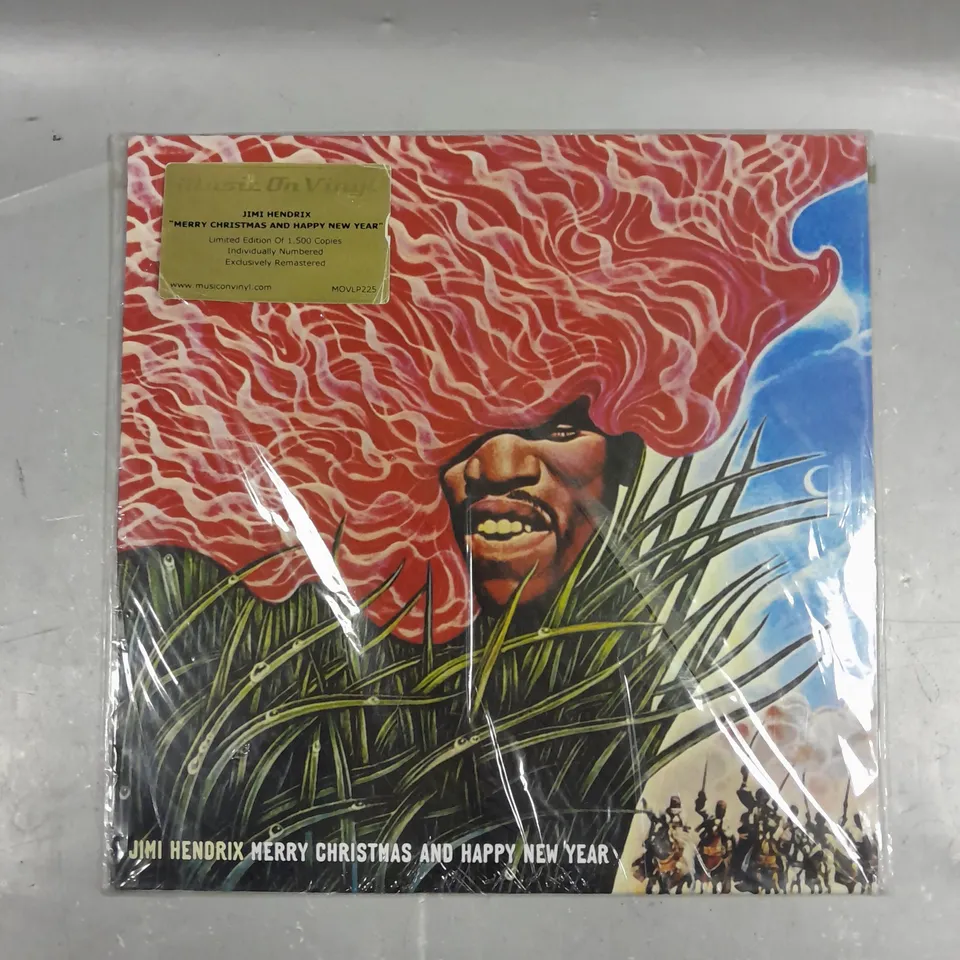 Music On Vinyl
JIMI HENDRIX
"MERRY CHRISTMAS AND HAPPY NEW YEAR"
Limited Edition Of 1,500 Copies
Individually Numbered
Exclusively Remastered
www.musiconvinyl.com MOVLP225
JIMI HENDRIX MERRY CHRISTMAS AND HAPPY NEW YEAR